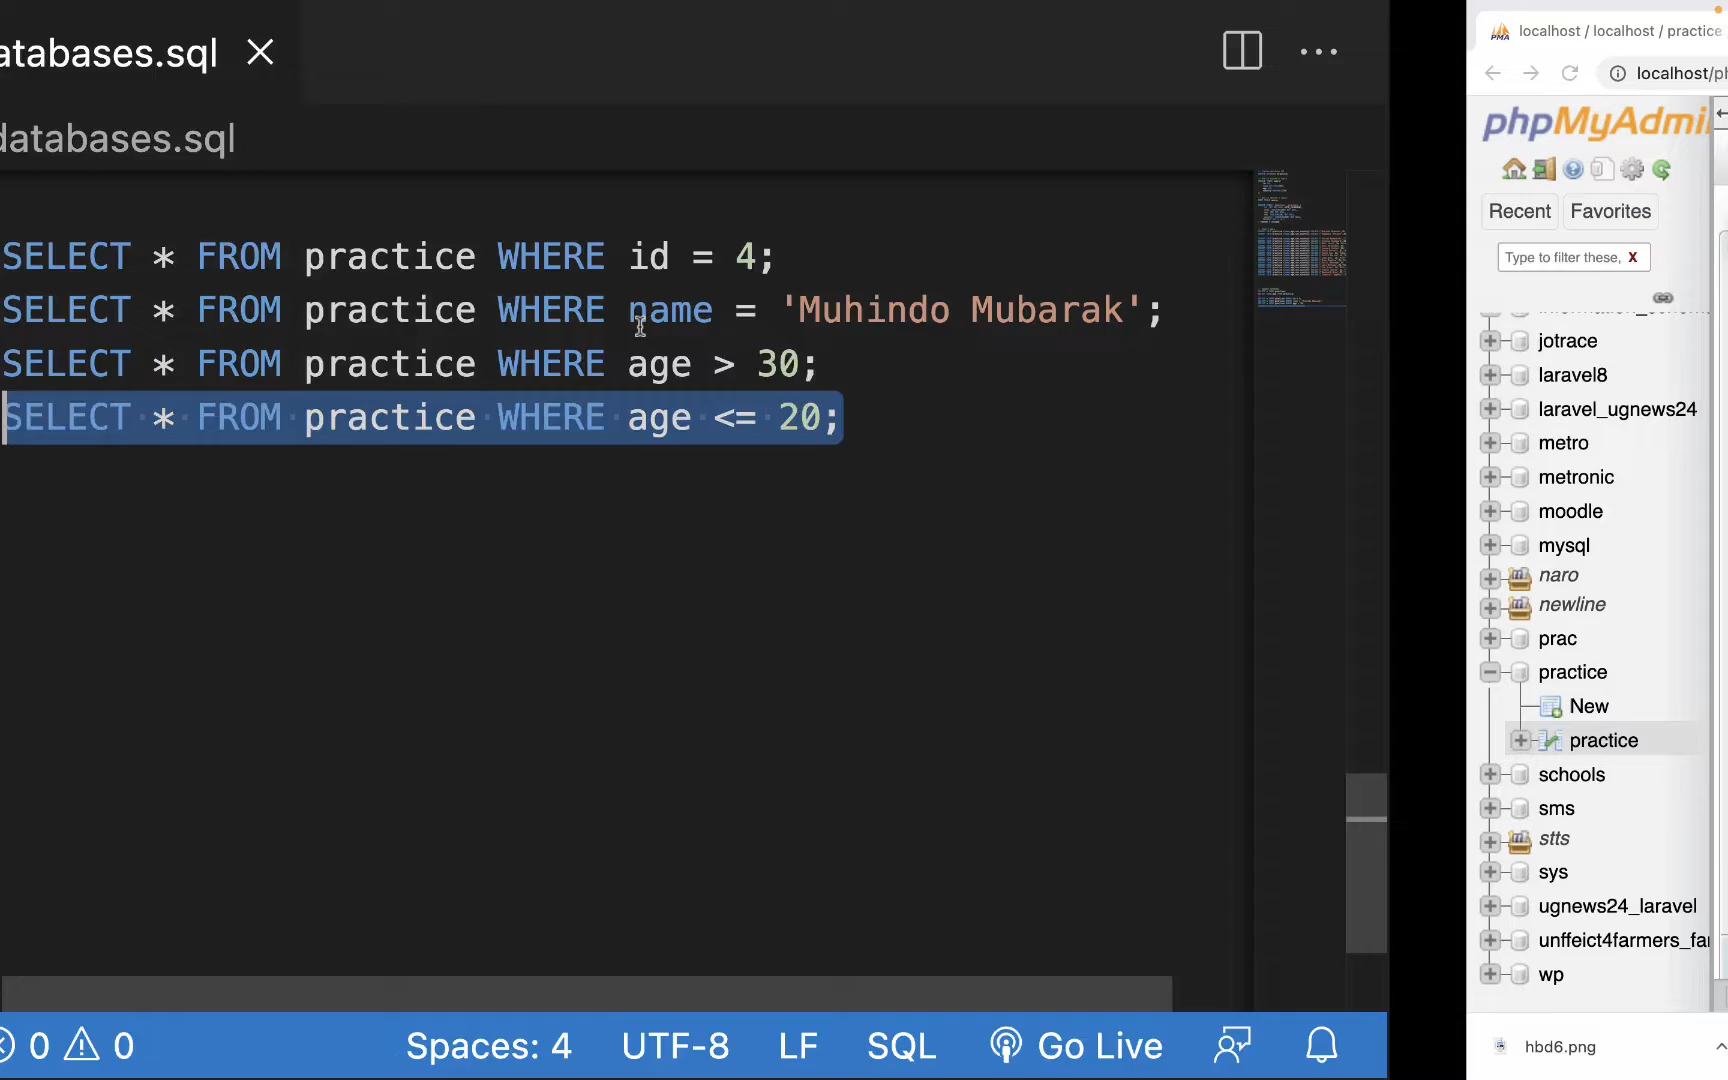 atabases.sql
databases.sql
SELECT * FROM practice WHERE id = 4;
SELECT * FROM practice WHERE name = 'Muhindo Mubarak';
SELECT * FROM practice WHERE age > 30;
SELECT * FROM practice WHERE age <= 20;
0 0 Spaces: 4 UTF-8 LF SQL Go Live
localhost / localhost / practice
localhost/ph
phpMyAdmi
Recent Favorites
Type to filter these, X
jotrace
laravel8
laravel_ugnews24
metro
metronic
moodle
mysql
naro
newline
prac
practice
New
practice
schools
sms
stts
sys
ugnews24_laravel
unffeict4farmers_far
wp
hbd6.png